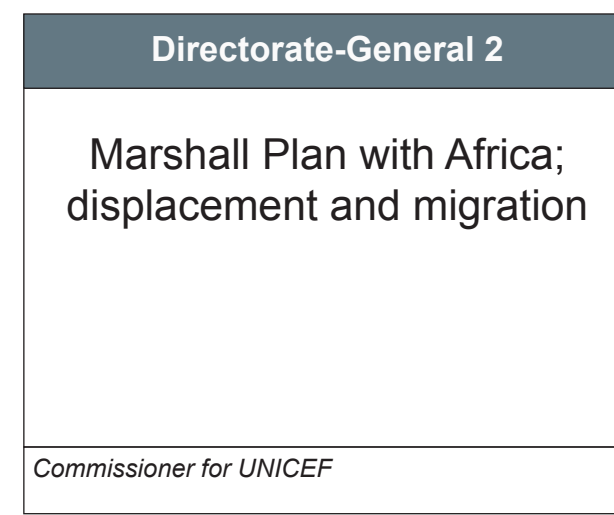 Directorate-General 2
Marshall Plan with Africa;
displacement and migration
Commissioner for UNICEF